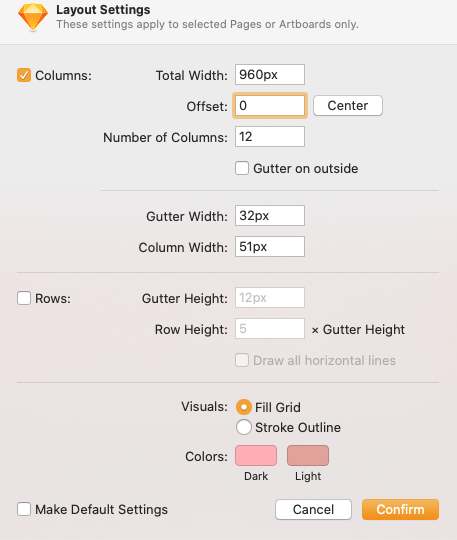 Layout Settings
These settings apply to selected Pages or Artboards only.
Columns: Total Width: 960px
Offset: 0 Center
Number of Columns: 12
Gutter on outside
Gutter Width: 32px
Column Width: 51px
Rows: Gutter Height: 12px
Row Height: 5 × Gutter Height
Draw all horizontal lines
Visuals: Fill Grid
Stroke Outline
Colors:
Dark Light
Make Default Settings Cancel Confirm